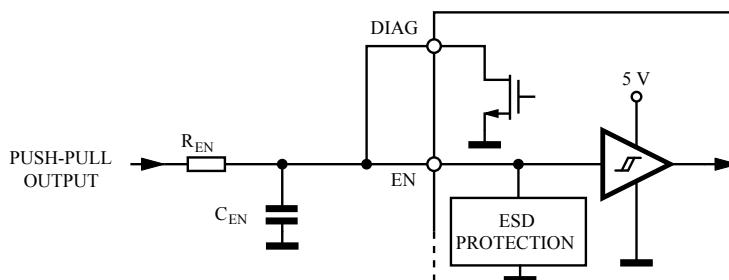 DIAG
5 V
R_EN
PUSH-PULL
OUTPUT
EN
C_EN
ESD
PROTECTION